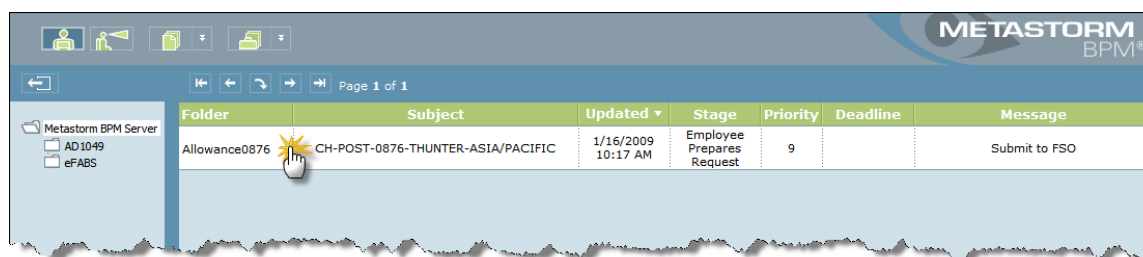 METASTORM
BPM®
Page 1 of 1
Folder Subject Updated Stage Priority Deadline Message
Metastorm BPM Server
AD1049
eFABS
Allowance0876 CH-POST-0876-THUNTER-ASIA/PACIFIC 1/16/2009 10:17 AM Employee Prepares Request 9 Submit to FSO